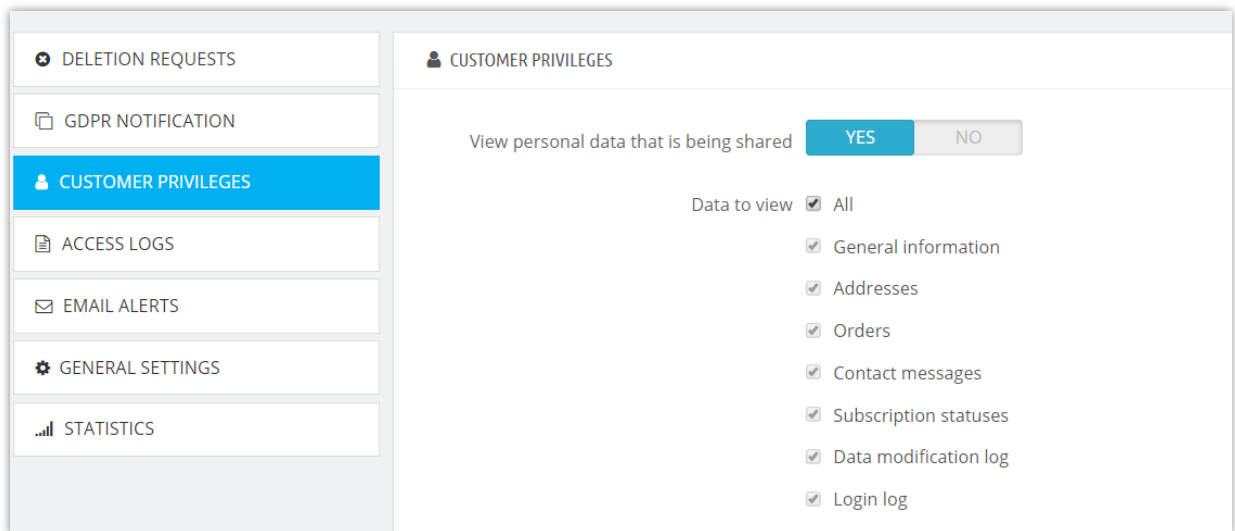 DELETION REQUESTS
GDPR NOTIFICATION
CUSTOMER PRIVILEGES
ACCESS LOGS
EMAIL ALERTS
GENERAL SETTINGS
STATISTICS
CUSTOMER PRIVILEGES
View personal data that is being shared YES NO
Data to view All
General information
Addresses
Orders
Contact messages
Subscription statuses
Data modification log
Login log